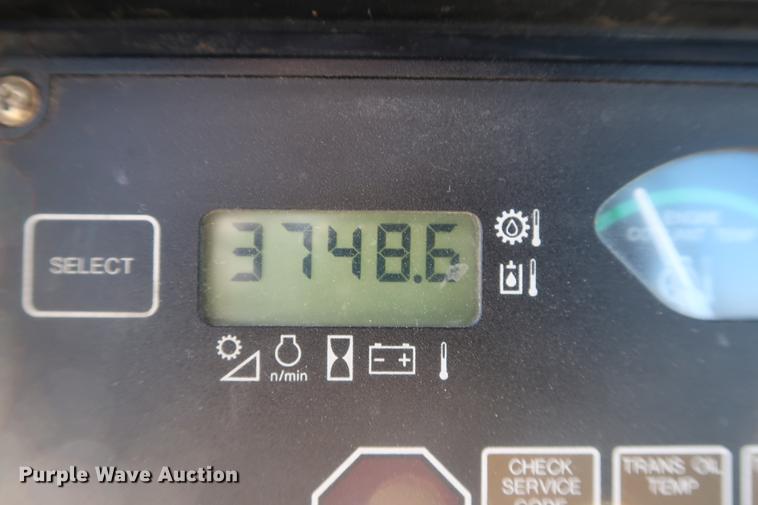 SELECT
3748.6
n/min
ENGINE
COOLANT TEMP
CHECK
SERVICE
CODE
TRANS OIL
TEMP
Purple Wave Auction